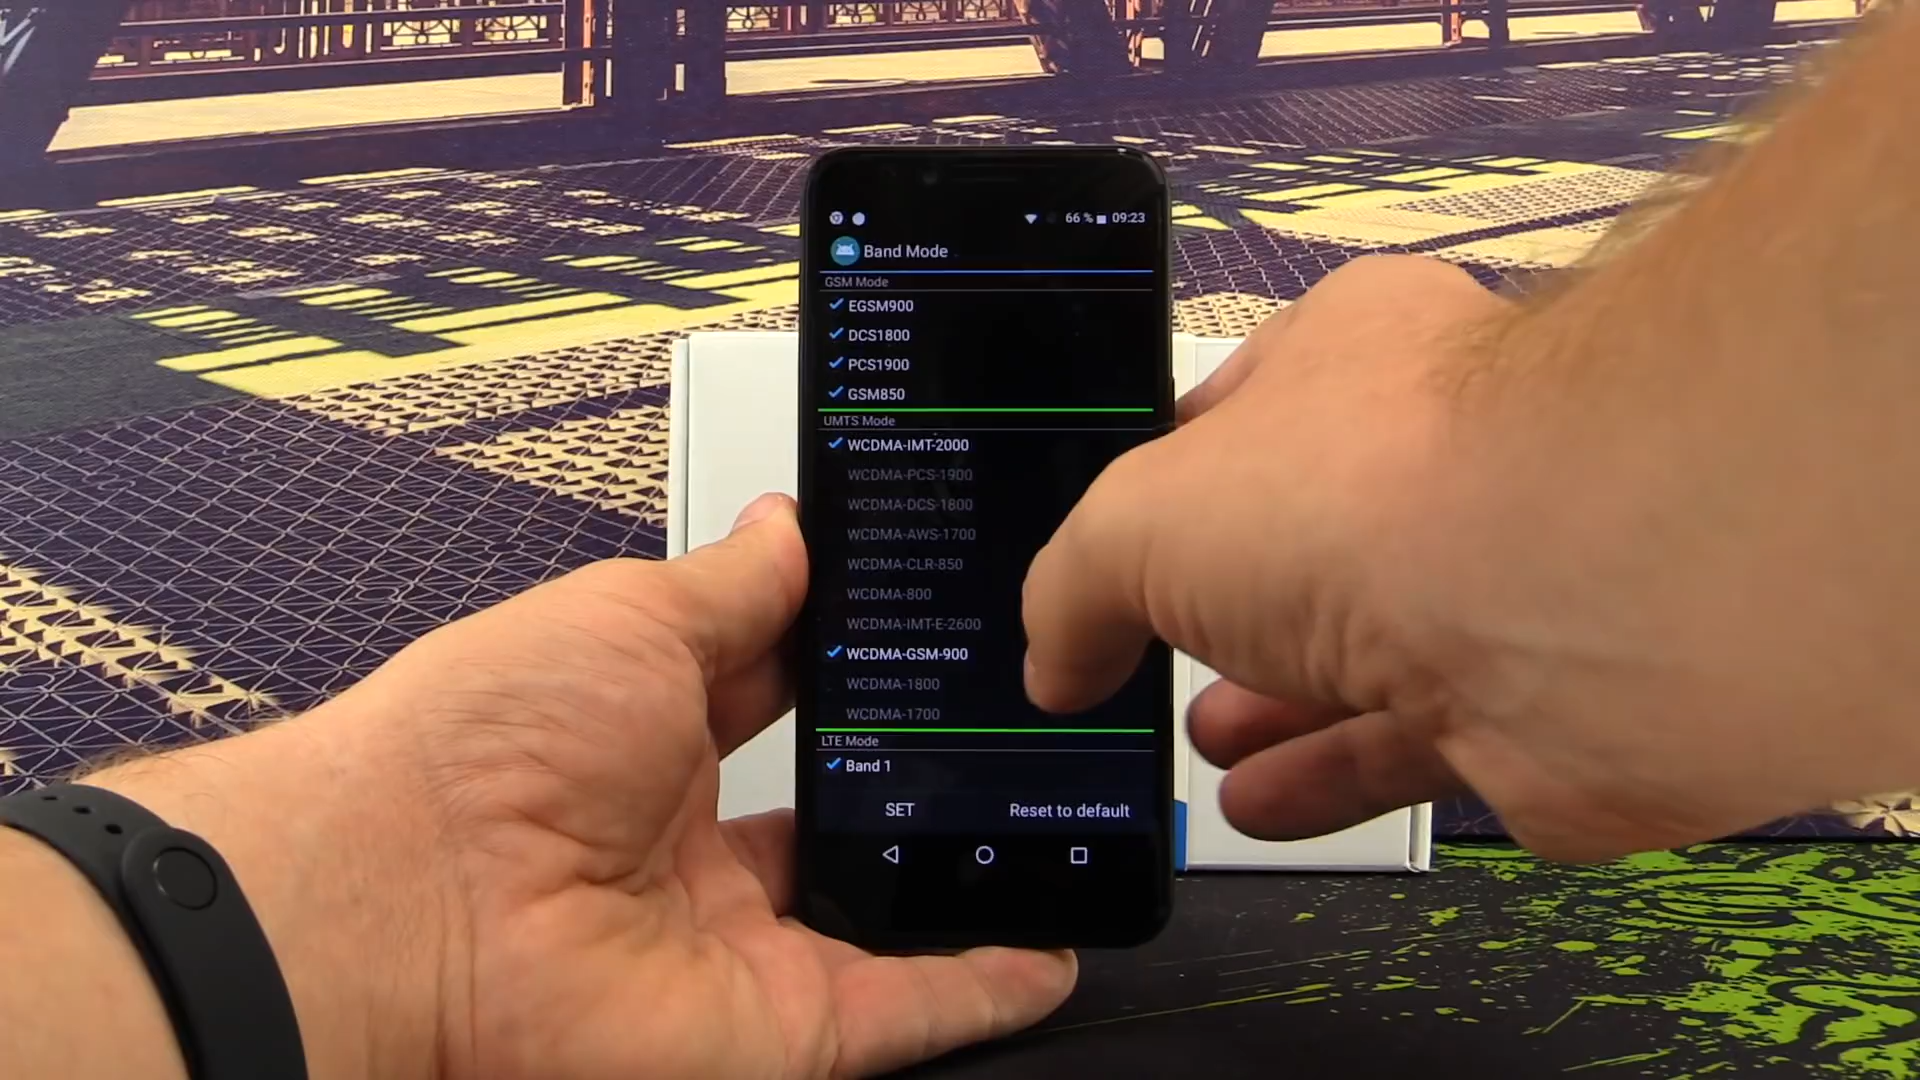 66 % 09:23
Band Mode
GSM Mode
EGSM900
DCS1800
PCS1900
GSM850
UMTS Mode
WCDMA-IMT-2000
WCDMA-PCS-1900
WCDMA-DCS-1800
WCDMA-AWS-1700
WCDMA-CLR-850
WCDMA-800
WCDMA-IMT-E-2600
WCDMA-GSM-900
WCDMA-1800
WCDMA-1700
LTE Mode
Band 1
SET Reset to default